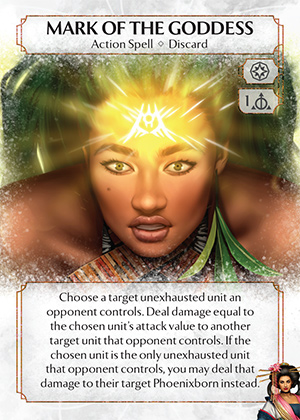 MARK OF THE GODDESS
Action Spell ⋄ Discard
1
Choose a target unexhausted unit an
opponent controls. Deal damage equal to
the chosen unit's attack value to another
target unit that opponent controls. If the
chosen unit is the only unexhausted unit
that opponent controls, you may deal that
damage to their target Phoenixborn instead.